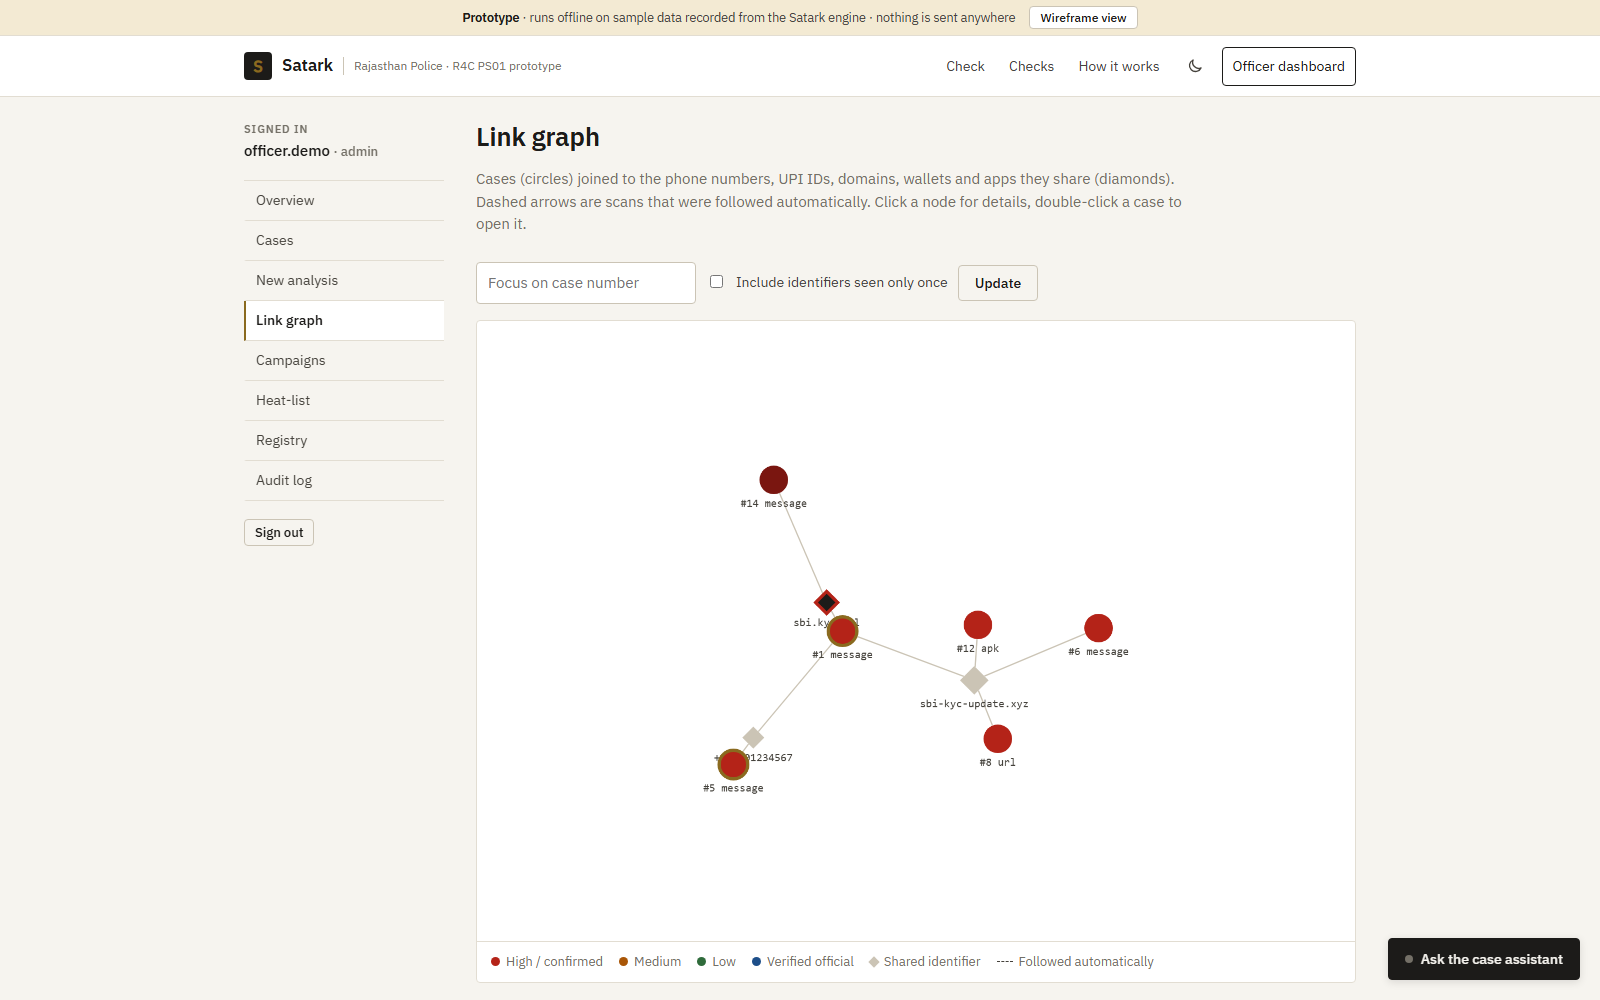 Prototype · runs offline on sample data recorded from the Satark engine · nothing is sent anywhere
Wireframe view
S
Satark
Rajasthan Police · R4C PS01 prototype
Check
Checks
How it works
Officer dashboard
SIGNED IN
officer.demo · admin
Overview
Cases
New analysis
Link graph
Campaigns
Heat-list
Registry
Audit log
Sign out
Link graph
Cases (circles) joined to the phone numbers, UPI IDs, domains, wallets and apps they share (diamonds).
Dashed arrows are scans that were followed automatically. Click a node for details, double-click a case to
open it.
Focus on case number
Include identifiers seen only once
Update
#14 message
#1 message
#12 apk
#6 message
sbi-kyc-update.xyz
#8 url
#5 message
High / confirmed
Medium
Low
Verified official
Shared identifier
Followed automatically
Ask the case assistant